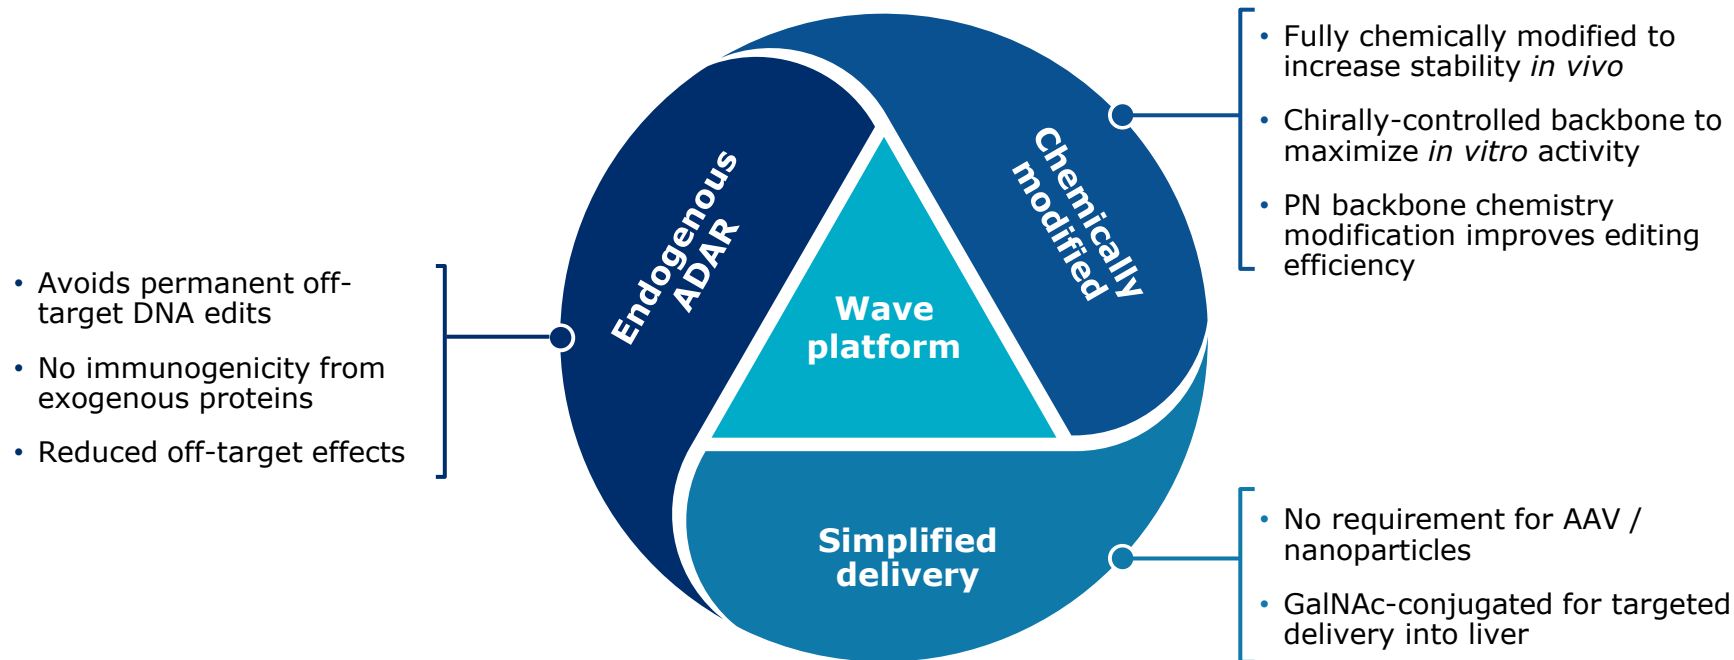 • Fully chemically modified to
increase stability in vivo
• Chirally-controlled backbone to
maximize in vitro activity
• PN backbone chemistry
modification improves editing
efficiency
Chemically
modified
Endogenous
ADAR
• Avoids permanent off-
target DNA edits
• No immunogenicity from
exogenous proteins
• Reduced off-target effects
Wave
platform
Simplified
delivery
• No requirement for AAV /
nanoparticles
• GalNAc-conjugated for targeted
delivery into liver